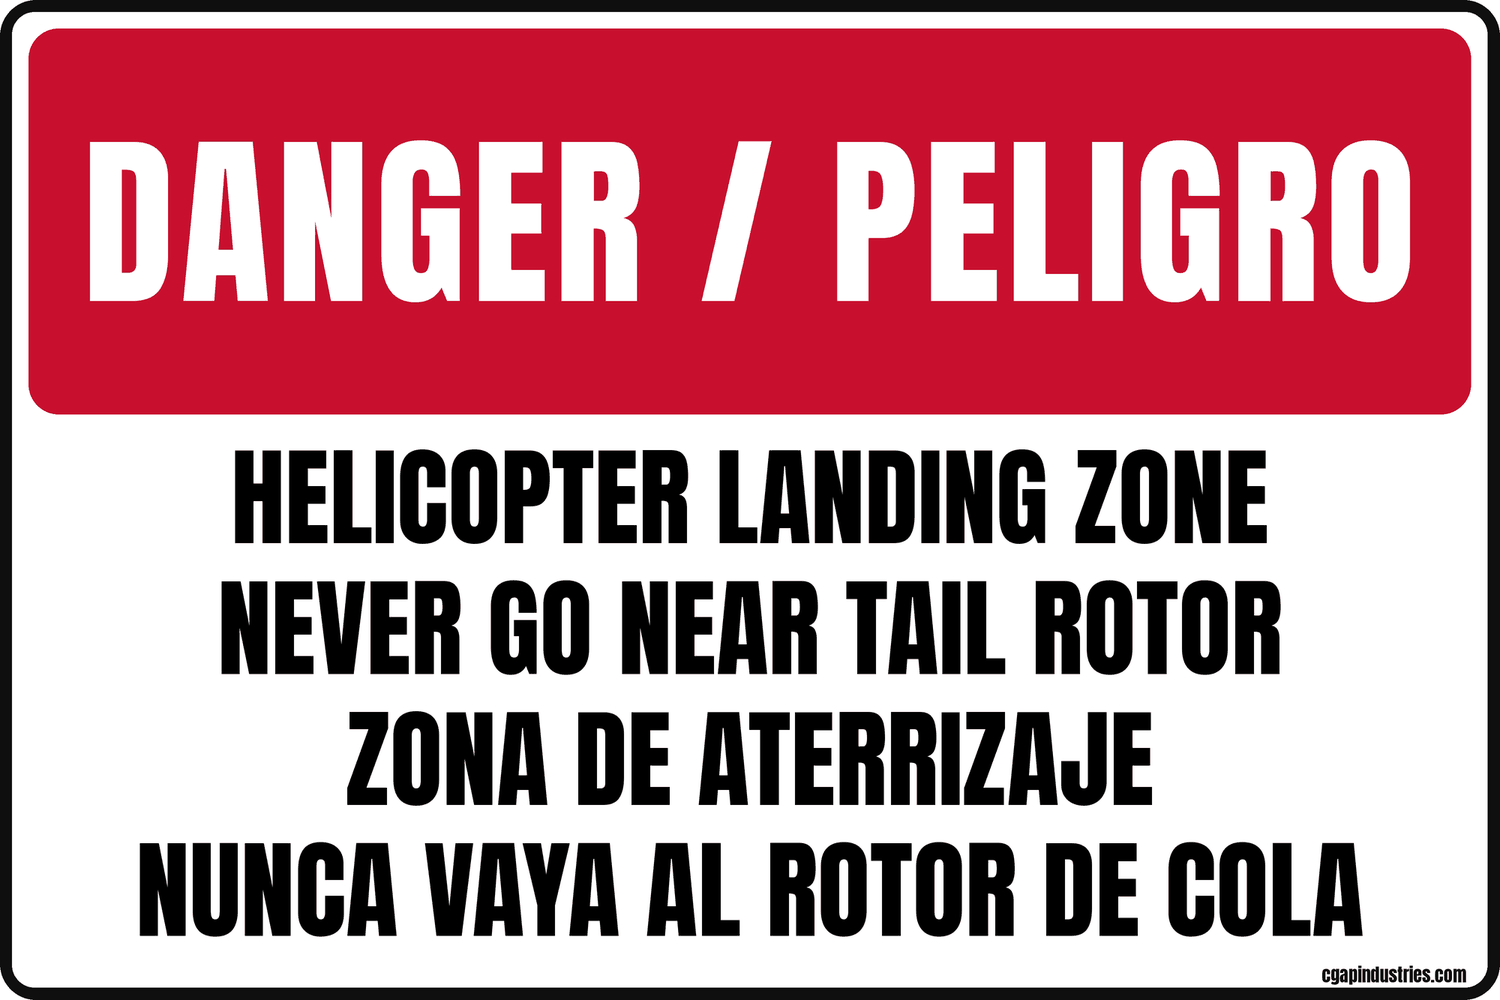 DANGER / PELIGRO
HELICOPTER LANDING ZONE
NEVER GO NEAR TAIL ROTOR
ZONA DE ATERRIZAJE
NUNCA VAYA AL ROTOR DE COLA
cgapindustries.com